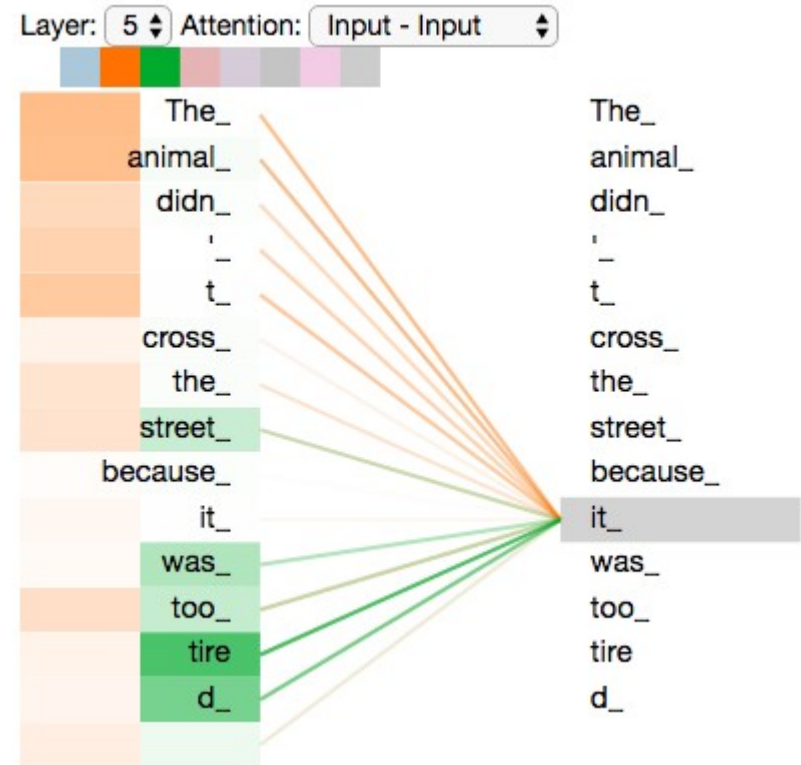 Layer: 5 Attention: Input - Input
The_ The_
animal_ animal_
didn_ didn_
'_ '_
t_ t_
cross_ cross_
the_ the_
street_ street_
because_ because_
it_ it_
was_ was_
too_ too_
tire tire
d_ d_